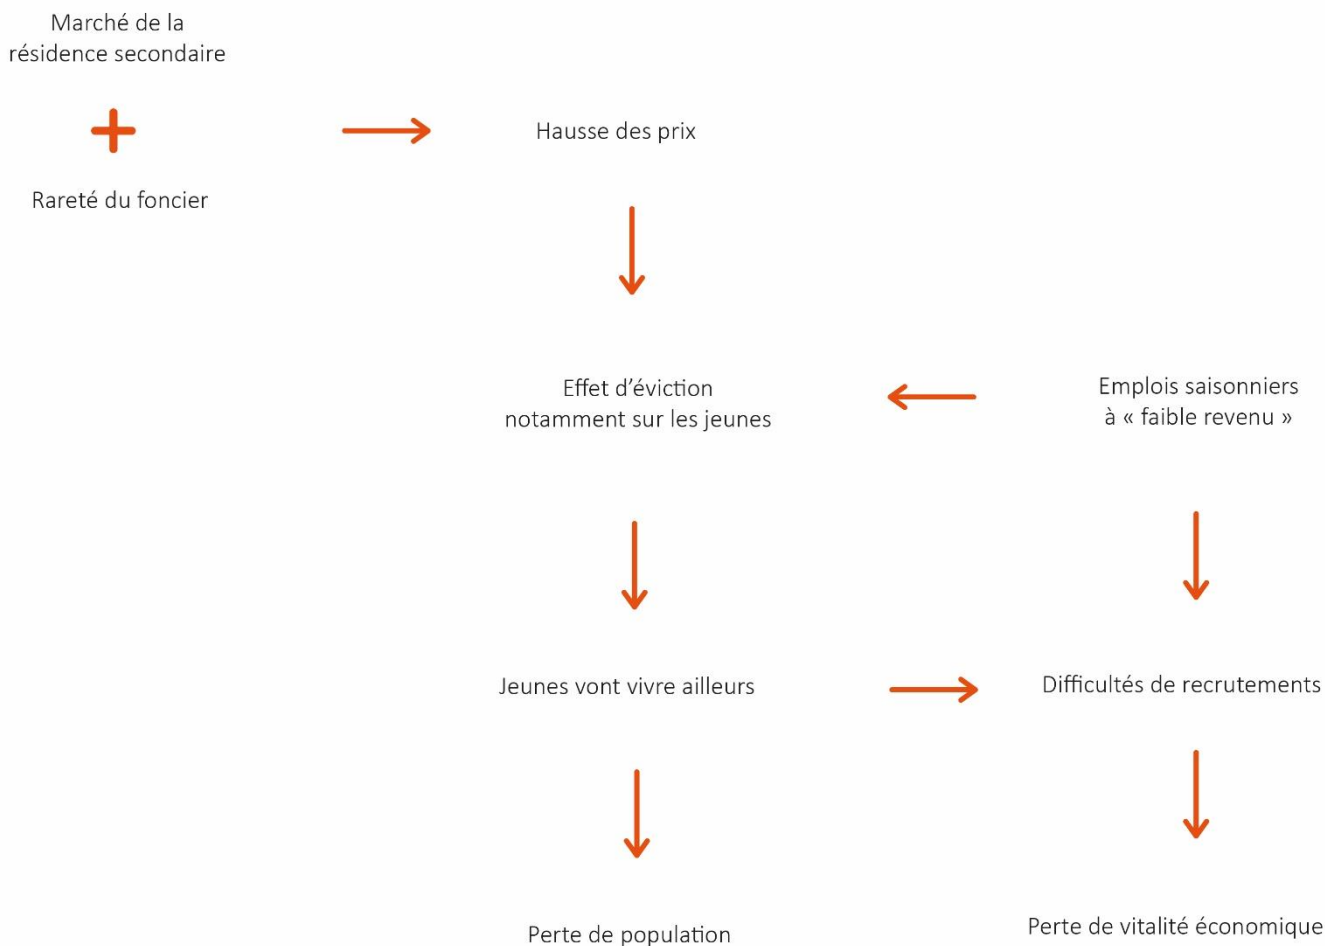 Marché de la
résidence secondaire
Rareté du foncier
Hausse des prix
Effet d’éviction
notamment sur les jeunes
Emplois saisonniers
à « faible revenu »
Jeunes vont vivre ailleurs
Difficultés de recrutements
Perte de population
Perte de vitalité économique